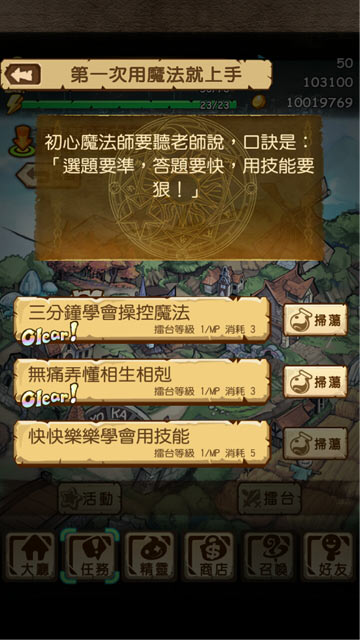 50
第一次用魔法就上手
103100
23/23
10019769
初心魔法師要聽老師說，口訣是：
「選題要準，答題要快，用技能要
狠！」
三分鐘學會操控魔法
擂台等級 1/MP 消耗 3
Clear!
掃蕩
無痛弄懂相生相剋
擂台等級 1/MP 消耗 3
Clear!
掃蕩
快快樂樂學會用技能
擂台等級 1/MP 消耗 5
掃蕩
活動
擂台
大廳
任務
精靈
商店
召喚
好友